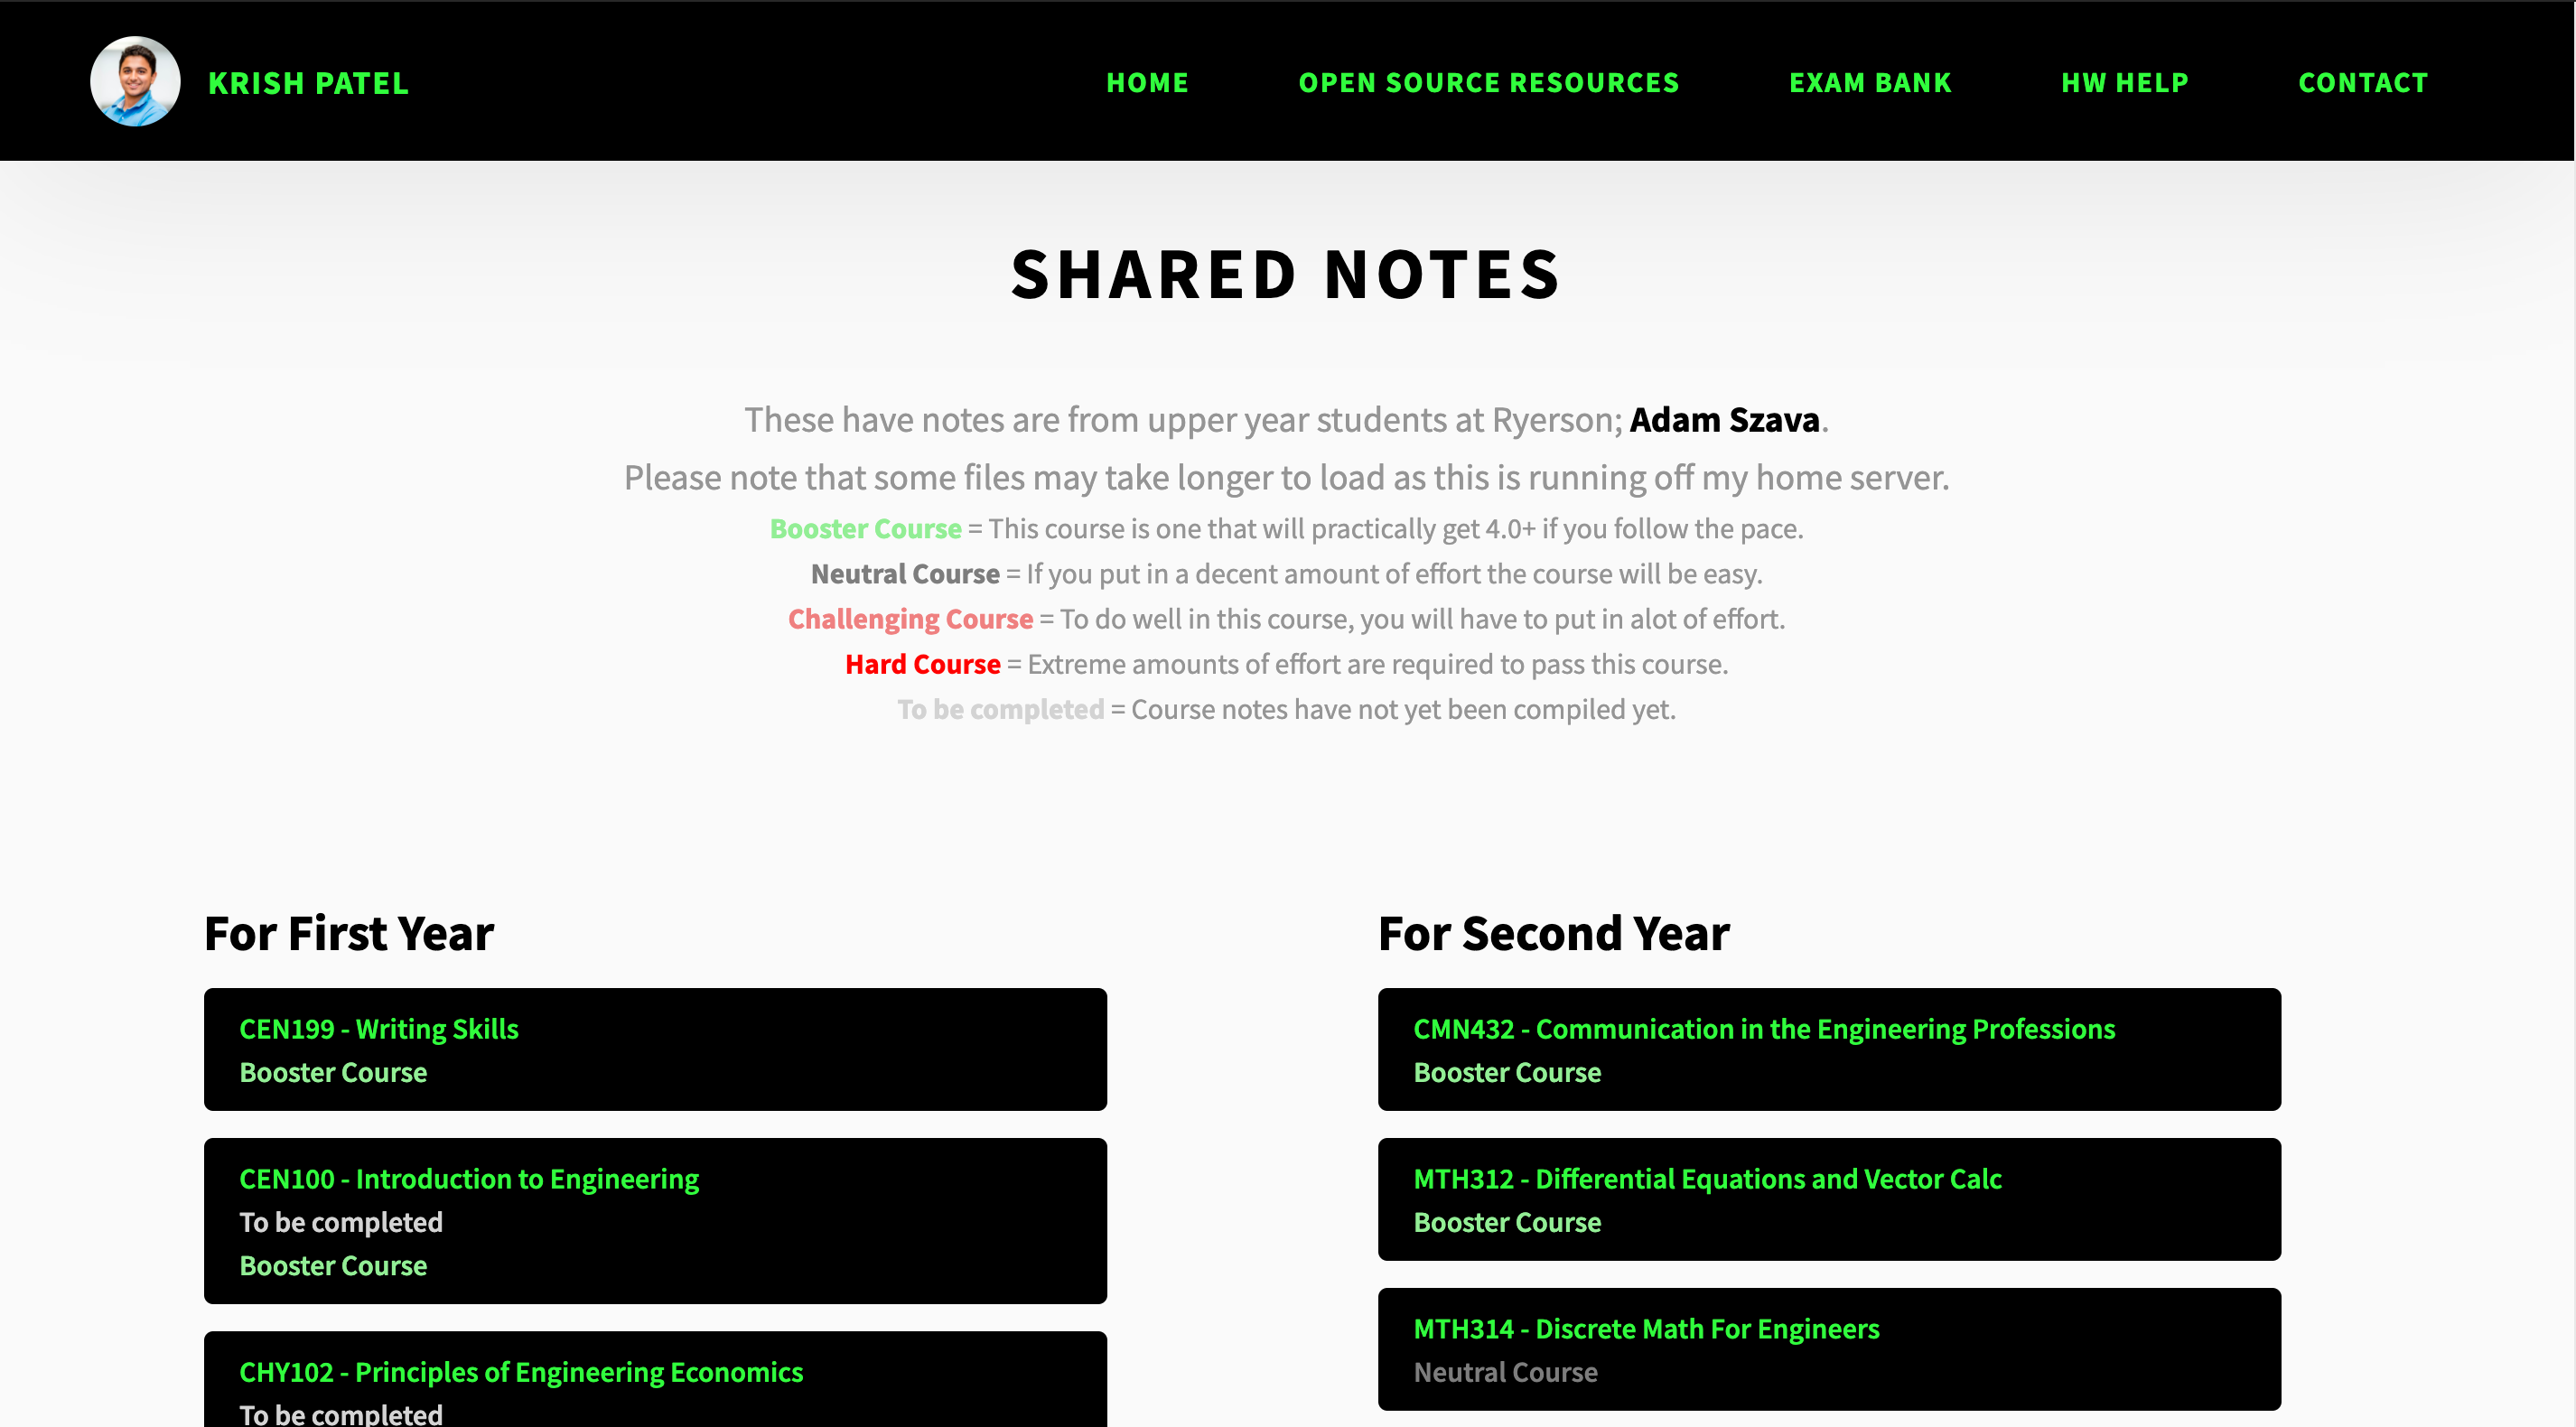 KRISH PATEL
HOME
OPEN SOURCE RESOURCES
EXAM BANK
HW HELP
CONTACT
SHARED NOTES
These have notes are from upper year students at Ryerson; Adam Szava.
Please note that some files may take longer to load as this is running off my home server.
Booster Course = This course is one that will practically get 4.0+ if you follow the pace.
Neutral Course = If you put in a decent amount of effort the course will be easy.
Challenging Course = To do well in this course, you will have to put in alot of effort.
Hard Course = Extreme amounts of effort are required to pass this course.
To be completed = Course notes have not yet been compiled yet.
For First Year
CEN199 - Writing Skills
Booster Course
CEN100 - Introduction to Engineering
To be completed
Booster Course
CHY102 - Principles of Engineering Economics
To be completed
For Second Year
CMN432 - Communication in the Engineering Professions
Booster Course
MTH312 - Differential Equations and Vector Calc
Booster Course
MTH314 - Discrete Math For Engineers
Neutral Course